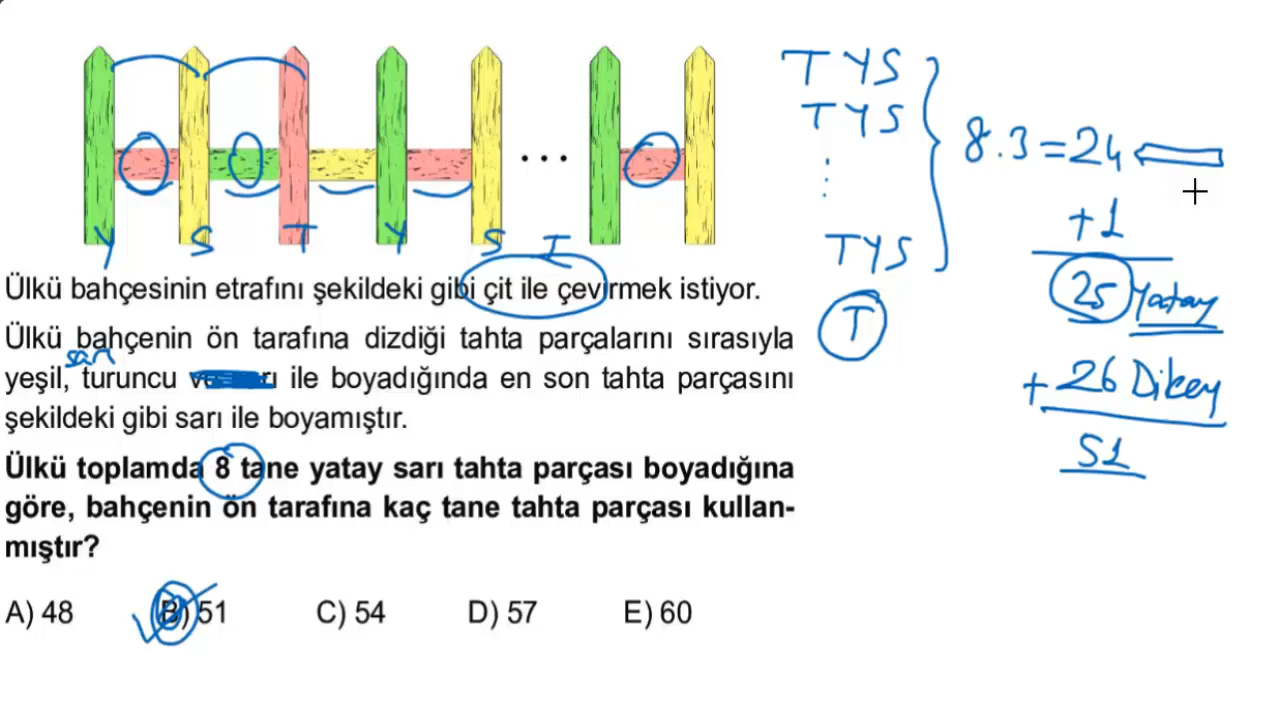 T Y S
T Y S
8.3=24
+1
Y S T Y S T
T Y S
25 Yatay
Ülkü bahçesinin etrafını şekildeki gibi çit ile çevirmek istiyor.
T
Ülkü bahçenin ön tarafına dizdiği tahta parçalarını sırasıyla
sarı
yeşil, turuncu ile boyadığında en son tahta parçasını
+ 26 Dikey
şekildeki gibi sarı ile boyamıştır.
51
Ülkü toplamda 8 tane yatay sarı tahta parçası boyadığına
göre, bahçenin ön tarafına kaç tane tahta parçası kullan-
mıştır?
A) 48 B) 51 C) 54 D) 57 E) 60